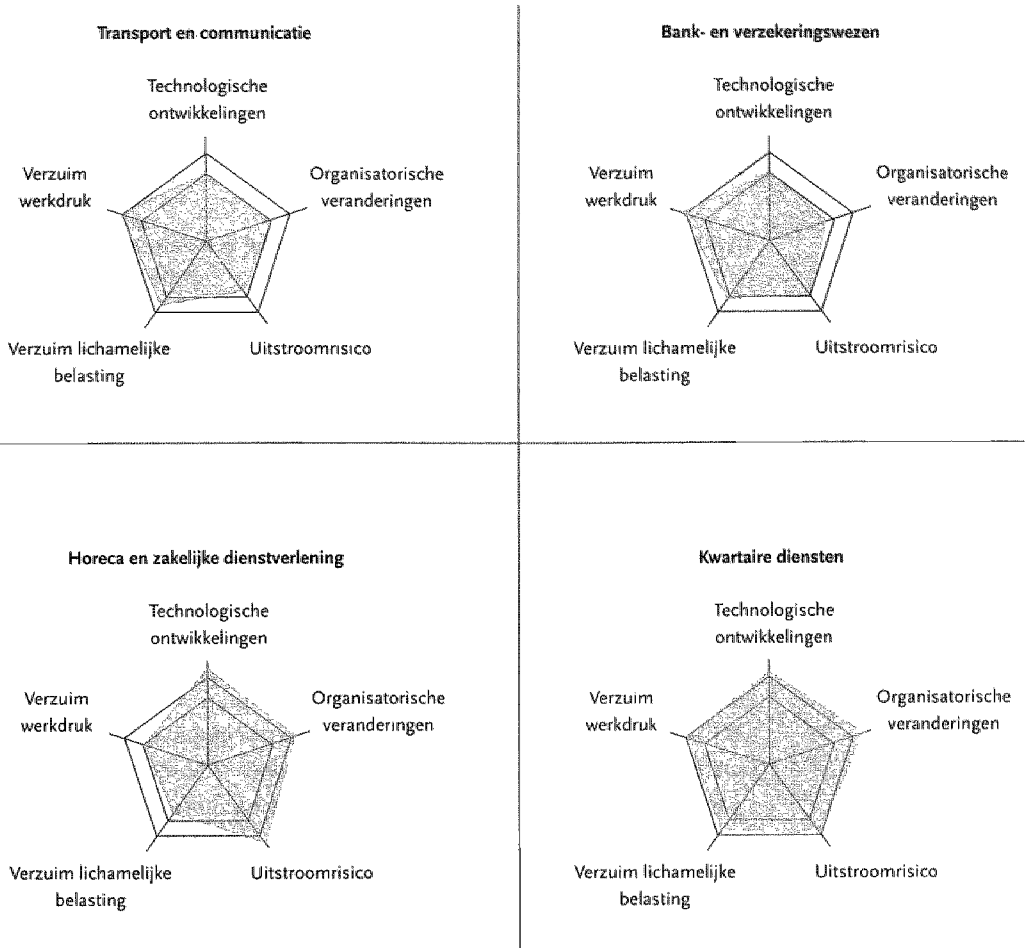 Transport en communicatie
Technologische
ontwikkelingen
Verzuim
werkdruk
Organisatorische
veranderingen
Verzuim lichamelijke
belasting
Uitstroomrisico
Bank- en verzekeringswezen
Technologische
ontwikkelingen
Verzuim
werkdruk
Organisatorische
veranderingen
Verzuim lichamelijke
belasting
Uitstroomrisico
Horeca en zakelijke dienstverlening
Technologische
ontwikkelingen
Verzuim
werkdruk
Organisatorische
veranderingen
Verzuim lichamelijke
belasting
Uitstroomrisico
Kwartaire diensten
Technologische
ontwikkelingen
Verzuim
werkdruk
Organisatorische
veranderingen
Verzuim lichamelijke
belasting
Uitstroomrisico